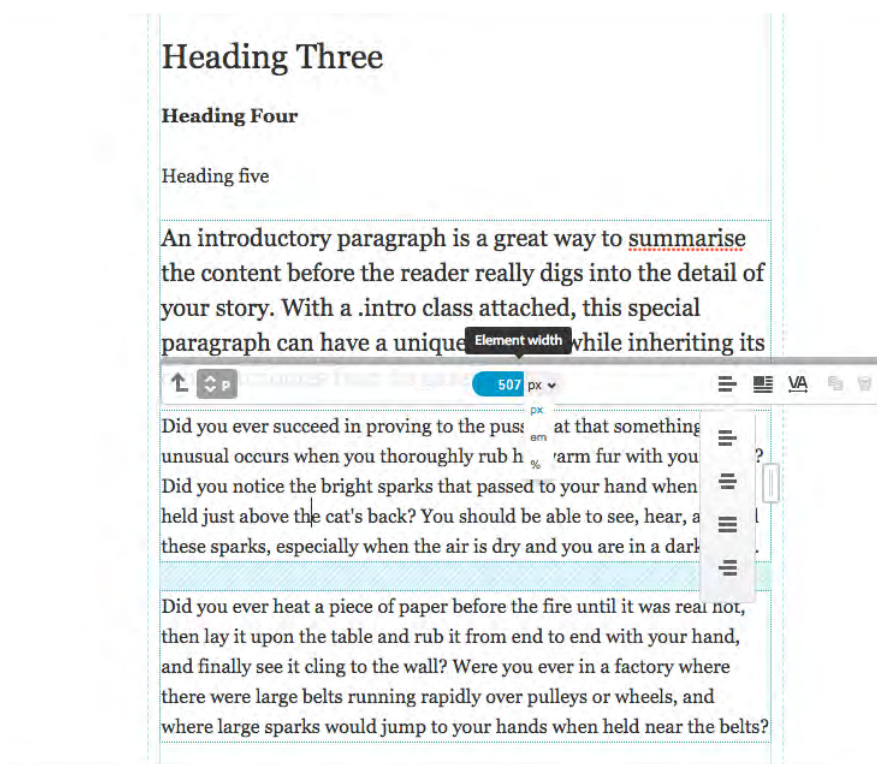 Heading Three
Heading Four
Heading five
An introductory paragraph is a great way to summarise
the content before the reader really digs into the detail of
your story. With a .intro class attached, this special
paragraph can have a unique while inheriting its
Element width
P
507 px
px
em
%
VA
Did you ever succeed in proving to the puss at that something
unusual occurs when you thoroughly rub h arm fur with you ?
Did you notice the bright sparks that passed to your hand when
held just above the cat's back? You should be able to see, hear, a
these sparks, especially when the air is dry and you are in a dark .
Did you ever heat a piece of paper before the fire until it was real hot,
then lay it upon the table and rub it from end to end with your hand,
and finally see it cling to the wall? Were you ever in a factory where
there were large belts running rapidly over pulleys or wheels, and
where large sparks would jump to your hands when held near the belts?